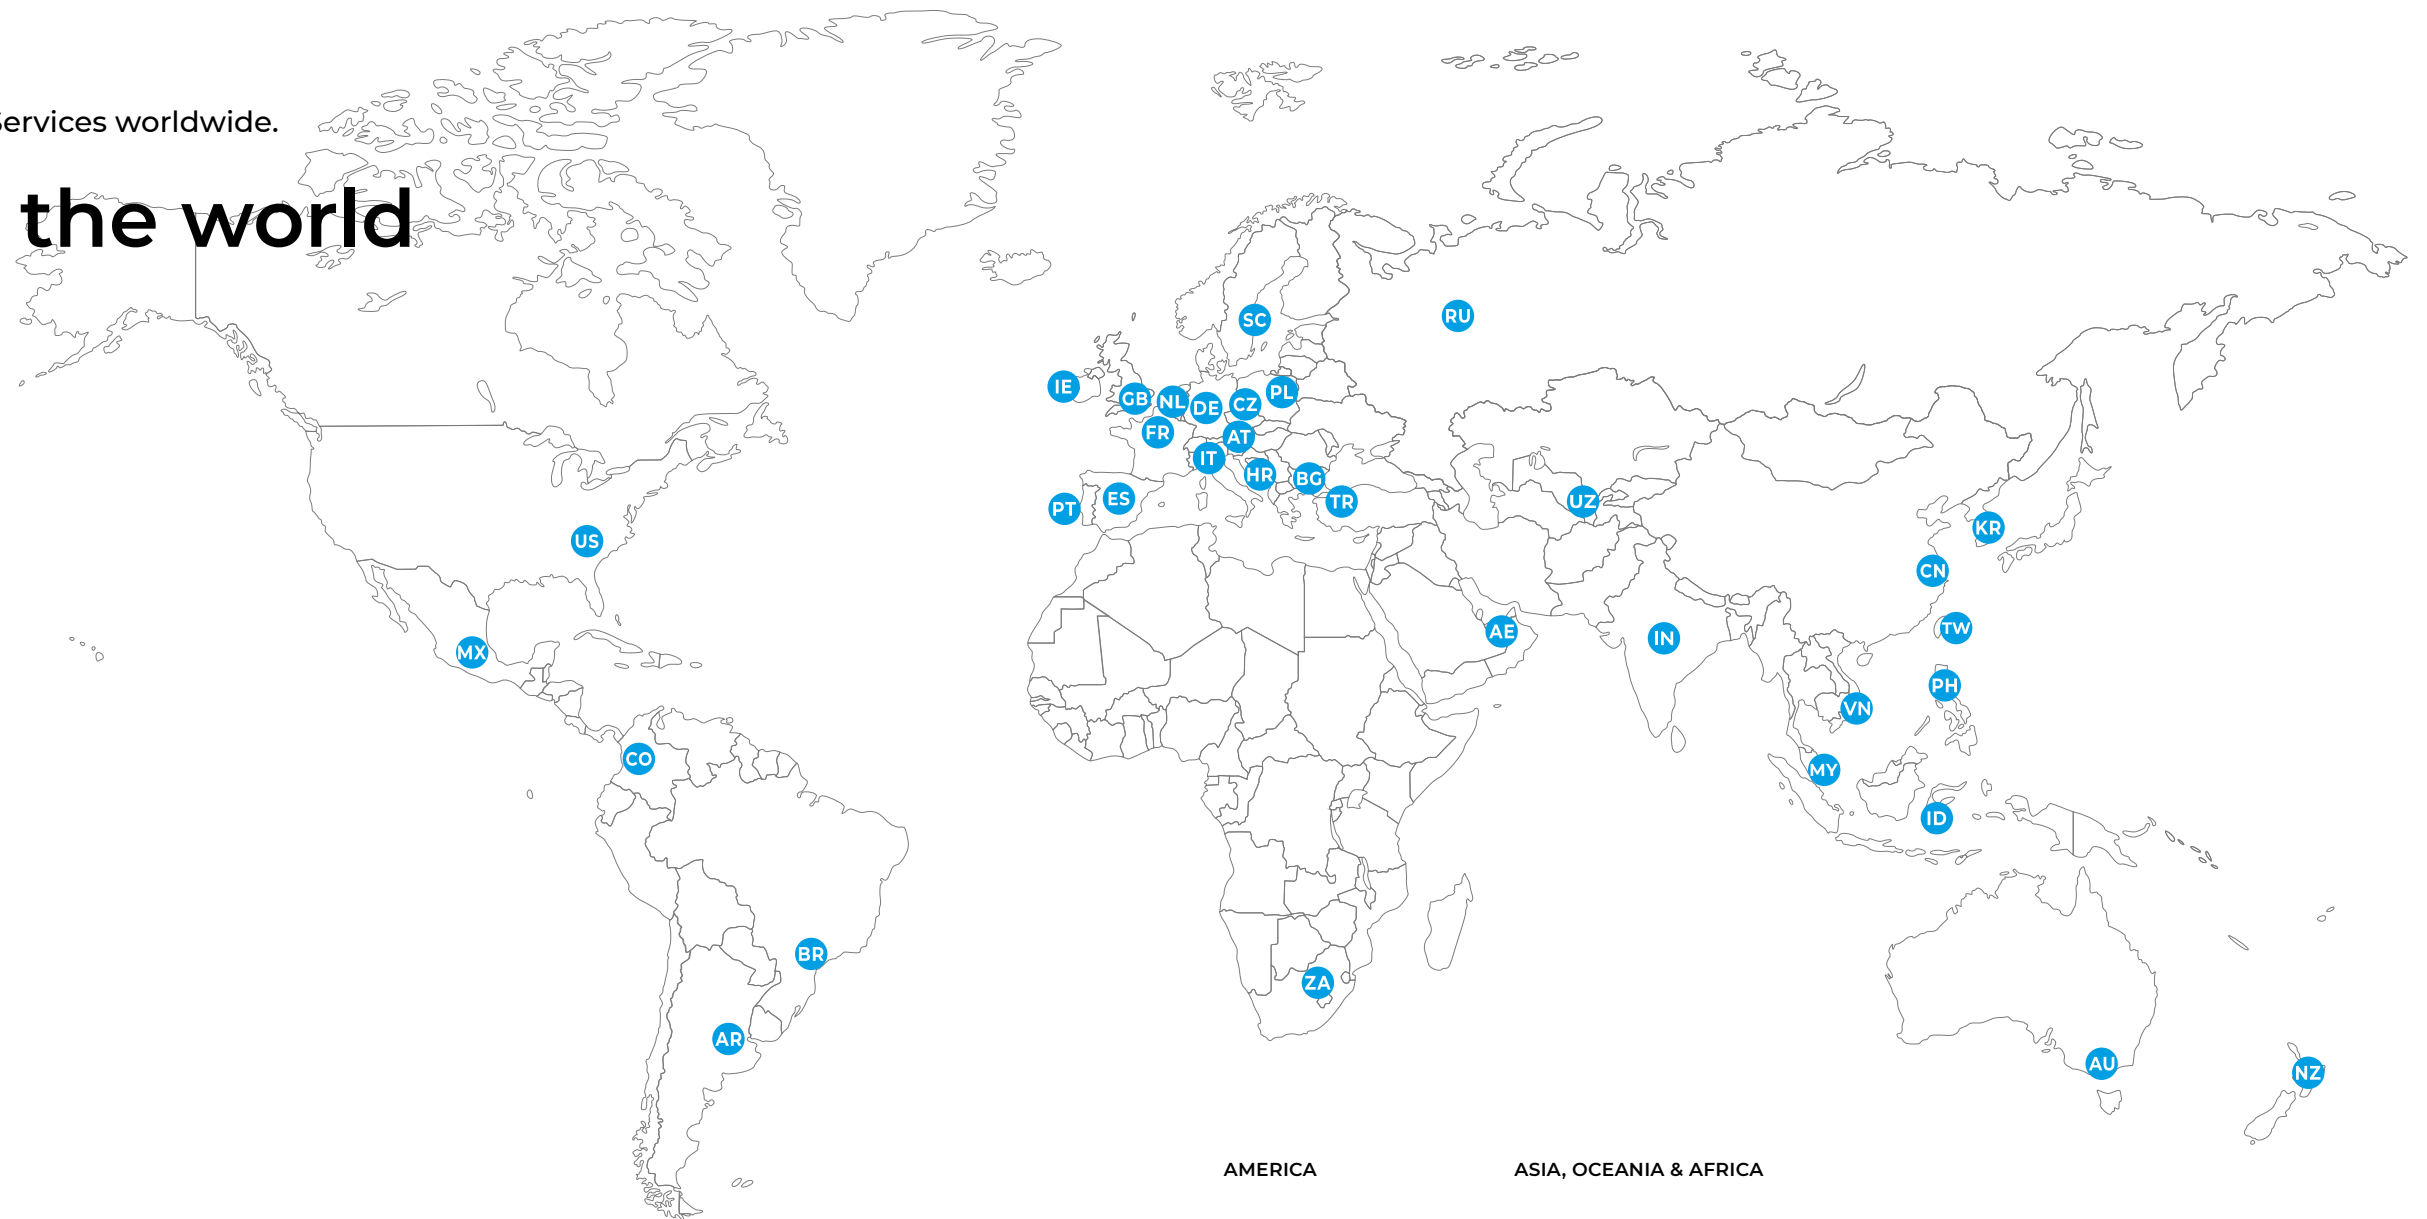 Services worldwide.
the world
SC
RU
IE
GB
NL
DE
CZ
PL
FR
AT
IT
HR
BG
PT
ES
TR
UZ
US
KR
CN
MX
AE
IN
TW
PH
VN
CO
MY
ID
BR
ZA
AR
AU
NZ
AMERICA
ASIA, OCEANIA & AFRICA